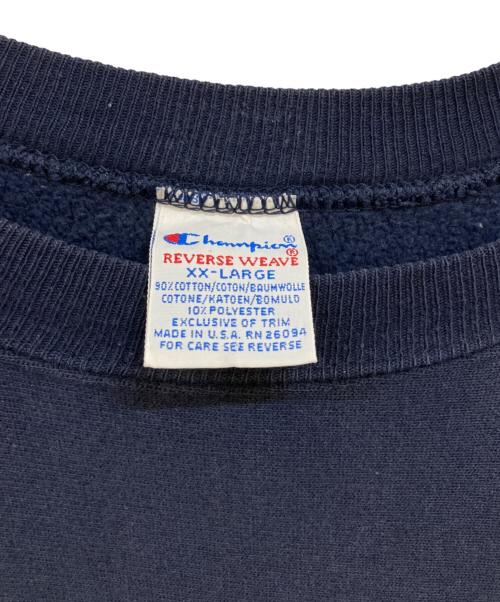 Champion®
REVERSE WEAVE®
XX-LARGE
90% COTTON/COTON/BAUMWOLLE
COTONE/KATOEN/BOMULD
10% POLYESTER
EXCLUSIVE OF TRIM
MADE IN U.S.A. RN 26094
FOR CARE SEE REVERSE